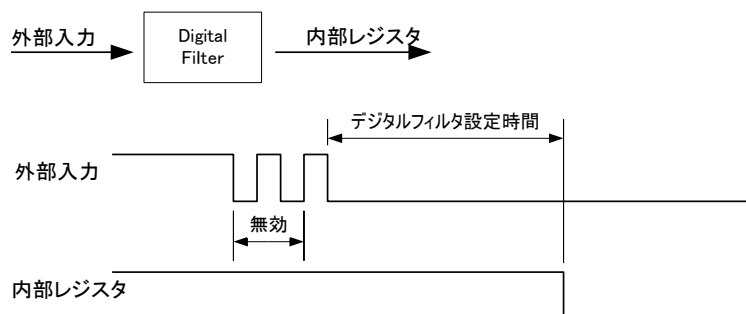 外部入力
Digital
Filter
内部レジスタ
デジタルフィルタ設定時間
外部入力
無効
内部レジスタ